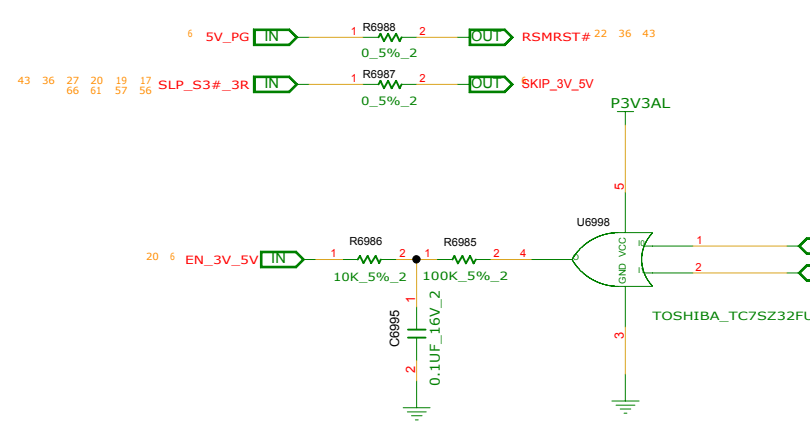 R6988
6 5V_PG IN 1 2 OUT RSMRST# 22 36 43
0_5%_2
R6987
43 36 27 20 19 17 SLP_S3#_3R IN 1 2 OUT SKIP_3V_5V
66 61 57 56
0_5%_2
P3V3AL
5
U6998
R6986 R6985
20 6 EN_3V_5V IN 1 2 1 2 4 O VCC GND I0 1
I1 2
10K_5%_2 100K_5%_2
TOSHIBA_TC7SZ32FU
1
C6995
0.1UF_16V_2
2
3